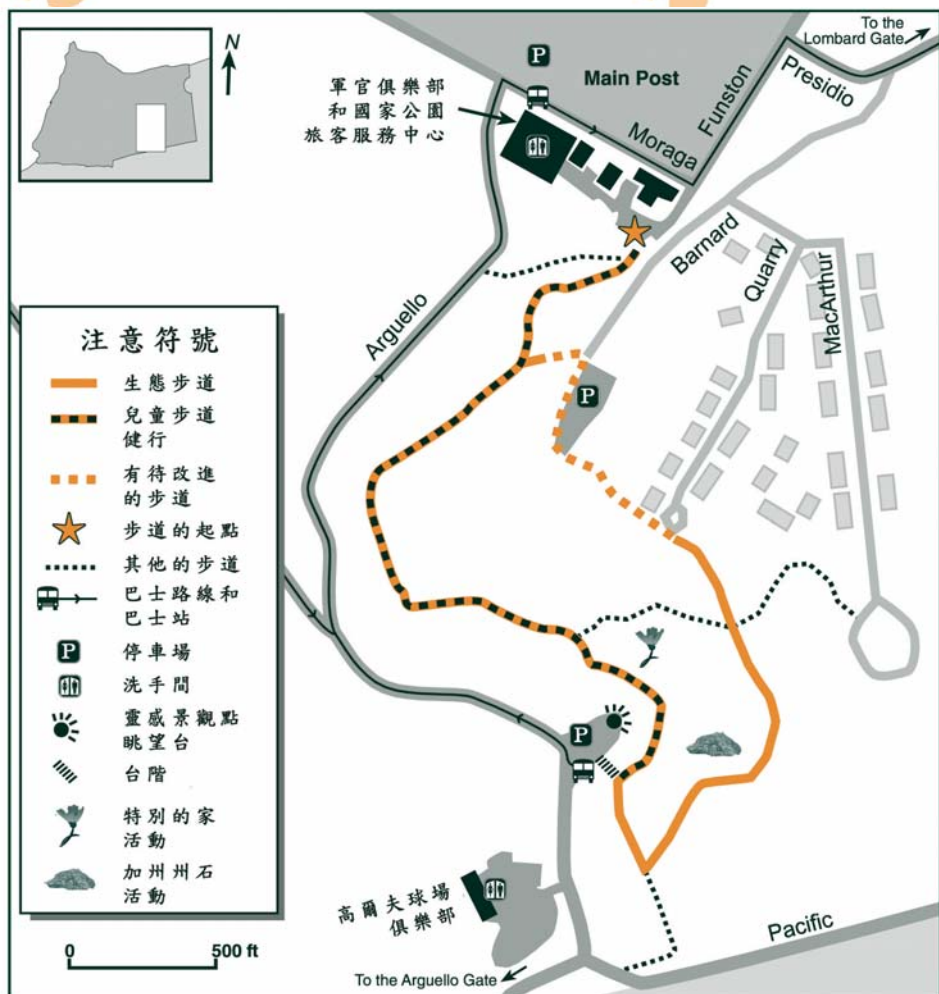 N
To the
Lombard Gate
P
Main Post
Funston
Presidio
軍官俱樂部
和國家公園
旅客服務中心
Moraga
Barnard
Quarry
MacArthur
Arguello
P
注意符號
生態步道
兒童步道
健行
有待改進
的步道
步道的起點
其他的步道
巴士路線和
巴士站
P
停車場
洗手間
靈感景觀點
眺望台
台階
特別的家
活動
加州州石
活動
0
500 ft
P
高爾夫球場
俱樂部
Pacific
To the Arguello Gate